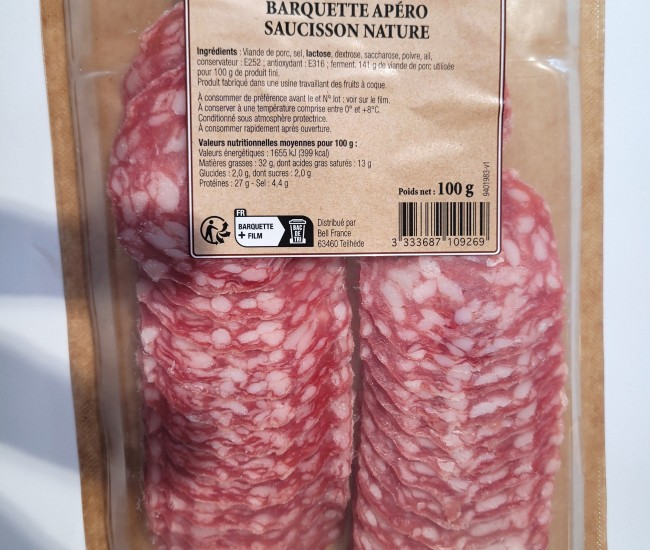 BARQUETTE APÉRO
SAUCISSON NATURE
Ingrédients : Viande de porc, sel, lactose, dextrose, saccharose, poivre, ail,
conservateur : E252 ; antioxydant : E316 ; ferment. 141 g de viande de porc utilisée
pour 100 g de produit fini.
Produit fabriqué dans une usine travaillant des fruits à coque.
À consommer de préférence avant le et N° lot : voir sur le film.
À conserver à une température comprise entre 0° et +8°C.
Conditionné sous atmosphère protectrice.
À consommer rapidement après ouverture.
Valeurs nutritionnelles moyennes pour 100 g :
Valeurs énergétiques : 1655 kJ (399 kcal)
Matières grasses : 32 g, dont acides gras saturés : 13 g
Glucides : 2,0 g, dont sucres : 2,0 g
Protéines : 27 g - Sel : 4,4 g
Poids net : 100 g
9401983-V1
FR
BARQUETTE
+ FILM
BAC
DE
TRI
Distribué par
Bell France
63460 Teilhède
3 333687 109269